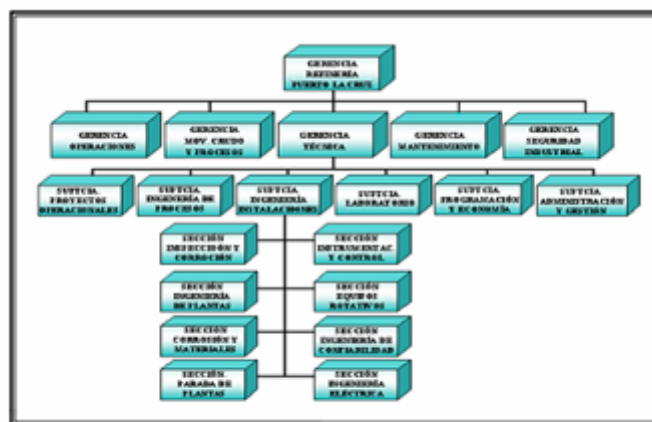 GERENCIA
REFINERÍA
PUERTO LA CRUZ
GERENCIA
OPERACIONES
GERENCIA
MOV. CRUDO
Y PROCESOS
GERENCIA
TÉCNICA
GERENCIA
MANTENIMIENTO
GERENCIA
SEGURIDAD
INDUSTRIAL
SUPTCIA.
PROYECTOS
OPERACIONALES
SUPTCIA.
INGENIERÍA DE
PROCESOS
SUPTCIA.
INGENIERÍA
INSTALACIONES
SUPTCIA.
LABORATORIO
SUPTCIA.
PROGRAMACIÓN
Y ECONOMÍA
SUPTCIA.
ADMINISTRACIÓN
Y GESTIÓN
SECCIÓN
INSPECCIÓN Y
CORROCIÓN
SECCIÓN
INSTRUMENTAC.
Y CONTROL
SECCIÓN
INGENIERÍA
DE PLANTAS
SECCIÓN
EQUIPOS
ROTATIVOS
SECCIÓN
CORROSIÓN Y
MATERIALES
SECCIÓN
INGENIERÍA DE
CONFIABILIDAD
SECCIÓN.
PARADA DE
PLANTAS
SECCIÓN
INGENIERÍA
ELÉCTRICA